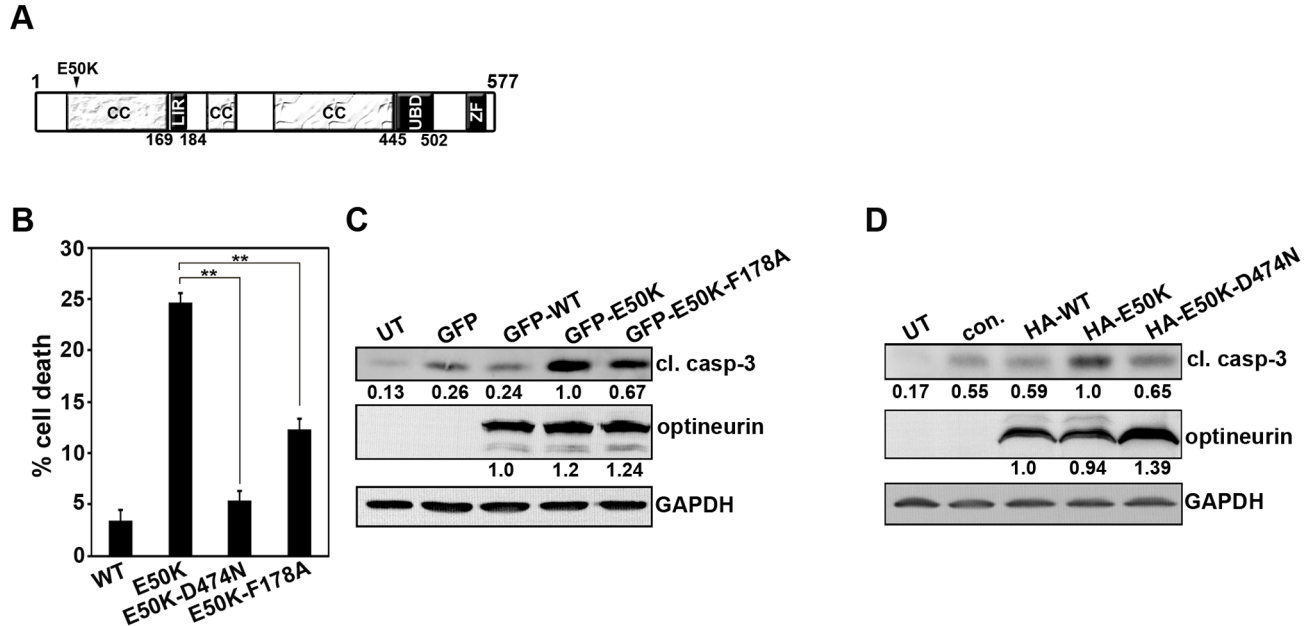 A
E50K
1 577
CC LIR CC CC UBD ZF
169 184 445 502
B
% cell death
30
25
20
15
10
5
0
**
**
WT E50K E50K-D474N E50K-F178A
C
UT GFP GFP-WT GFP-E50K GFP-E50K-F178A
cl. casp-3
0.13 0.26 0.24 1.0 0.67
optineurin
1.0 1.2 1.24
GAPDH
D
UT con. HA-WT HA-E50K HA-E50K-D474N
cl. casp-3
0.17 0.55 0.59 1.0 0.65
optineurin
1.0 0.94 1.39
GAPDH